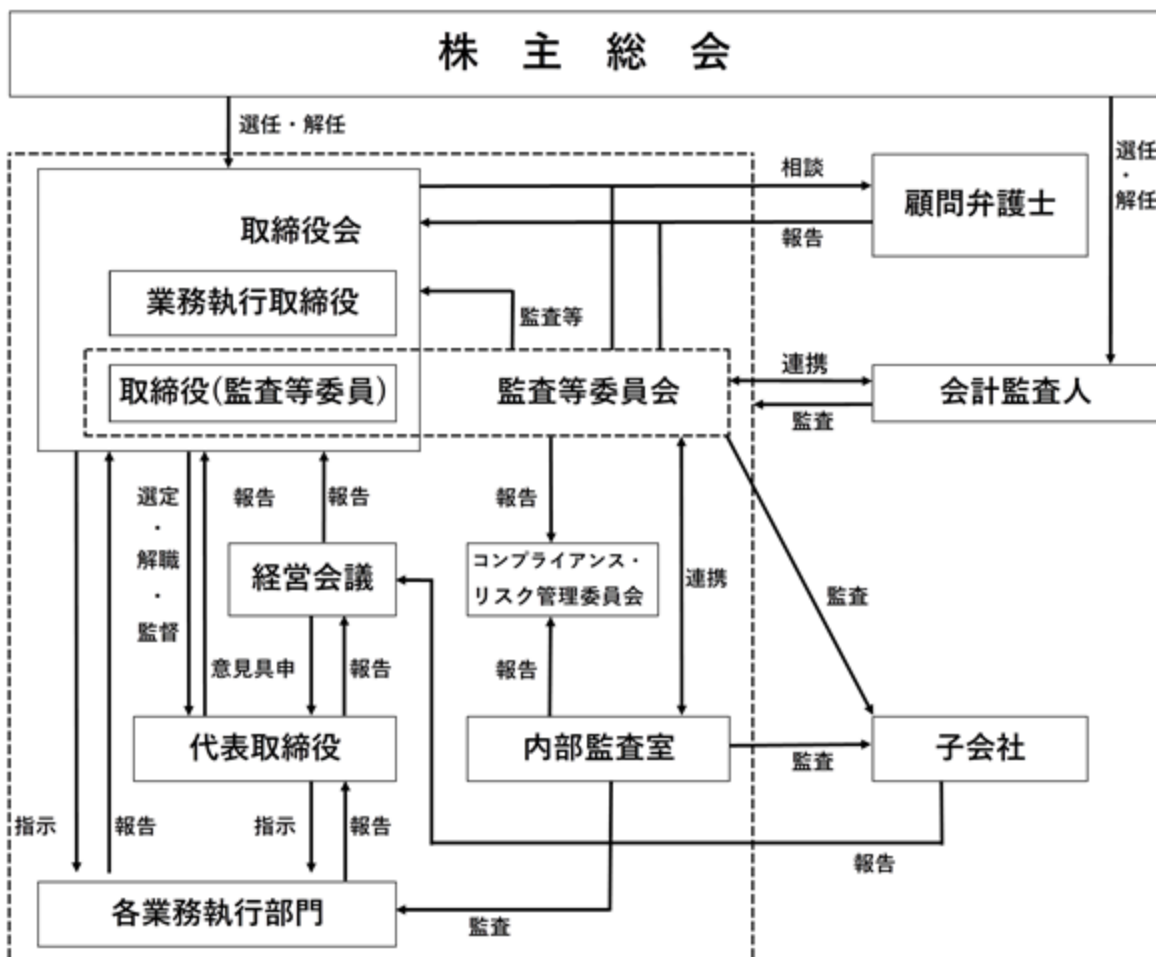 株 主 総 会
選任・解任
選任
・
解任
相談
顧問弁護士
取締役会
報告
業務執行取締役
監査等
取締役(監査等委員)
監査等委員会
連携
会計監査人
監査
選定
・
解職
・
監督
報告
報告
報告
経営会議
コンプライアンス・
リスク管理委員会
連携
監査
意見具申
報告
報告
代表取締役
内部監査室
監査
子会社
指示
報告
指示
報告
報告
各業務執行部門
監査